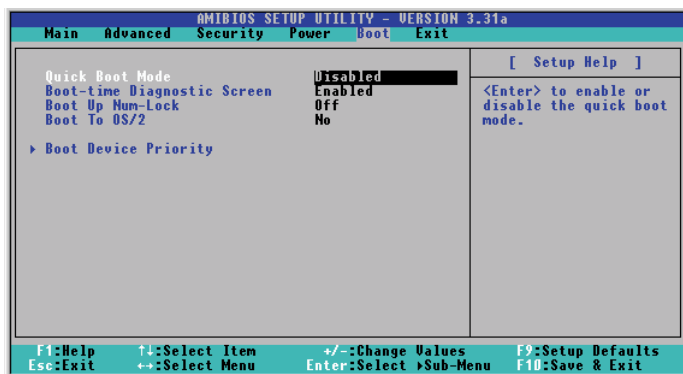 AMIBIOS SETUP UTILITY - VERSION 3.31a
Main Advanced Security Power Boot Exit
[ Setup Help ]
Quick Boot Mode Disabled
Boot-time Diagnostic Screen Enabled
Boot Up Num-Lock Off
Boot To OS/2 No
▸ Boot Device Priority
<Enter> to enable or
disable the quick boot
mode.
F1:Help ↑↓:Select Item +/-:Change Values F9:Setup Defaults
Esc:Exit ↔:Select Menu Enter:Select ▸Sub-Menu F10:Save & Exit